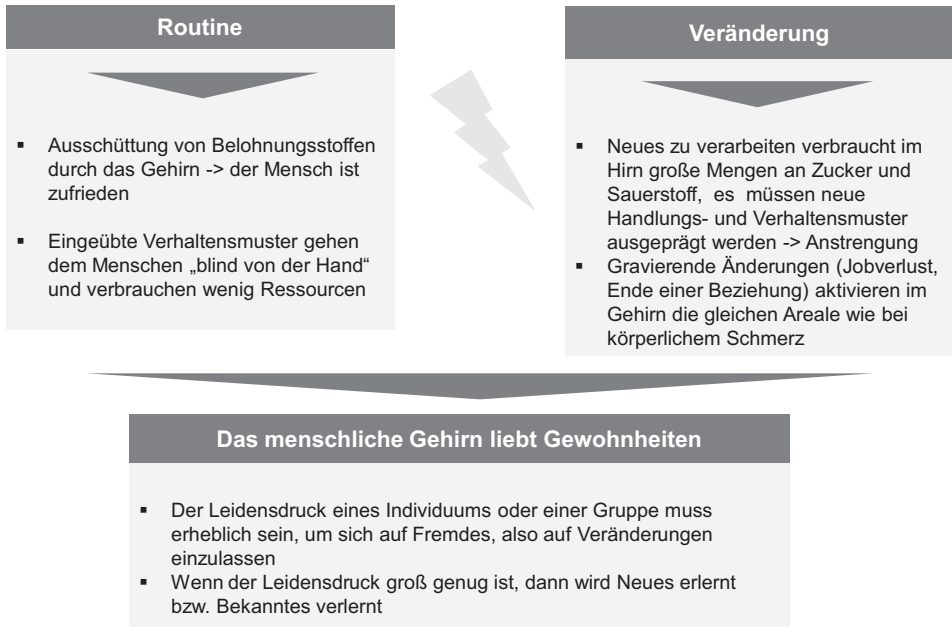 Routine
Ausschüttung von Belohnungsstoffen
durch das Gehirn -> der Mensch ist
zufrieden
Eingeübte Verhaltensmuster gehen
dem Menschen „blind von der Hand“
und verbrauchen wenig Ressourcen
Veränderung
Neues zu verarbeiten verbraucht im
Hirn große Mengen an Zucker und
Sauerstoff, es müssen neue
Handlungs- und Verhaltensmuster
ausgeprägt werden -> Anstrengung
Gravierende Änderungen (Jobverlust,
Ende einer Beziehung) aktivieren im
Gehirn die gleichen Areale wie bei
körperlichem Schmerz
Das menschliche Gehirn liebt Gewohnheiten
Der Leidensdruck eines Individuums oder einer Gruppe muss
erheblich sein, um sich auf Fremdes, also auf Veränderungen
einzulassen
Wenn der Leidensdruck groß genug ist, dann wird Neues erlernt
bzw. Bekanntes verlernt